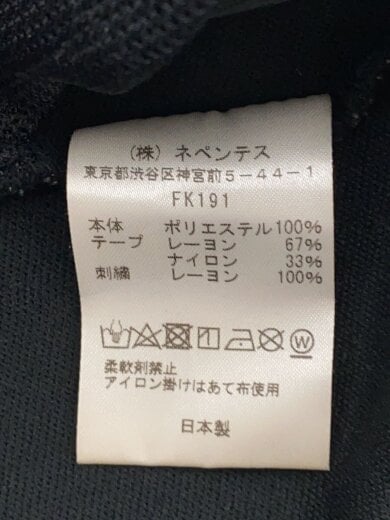 (株) ネペンテス
東京都渋谷区神宮前5-44-1
FK191
本体 ポリエステル100%
テープ レーヨン 67%
ナイロン 33%
刺繍 レーヨン 100%
W
柔軟剤禁止
アイロン掛けはあて布使用
日本製